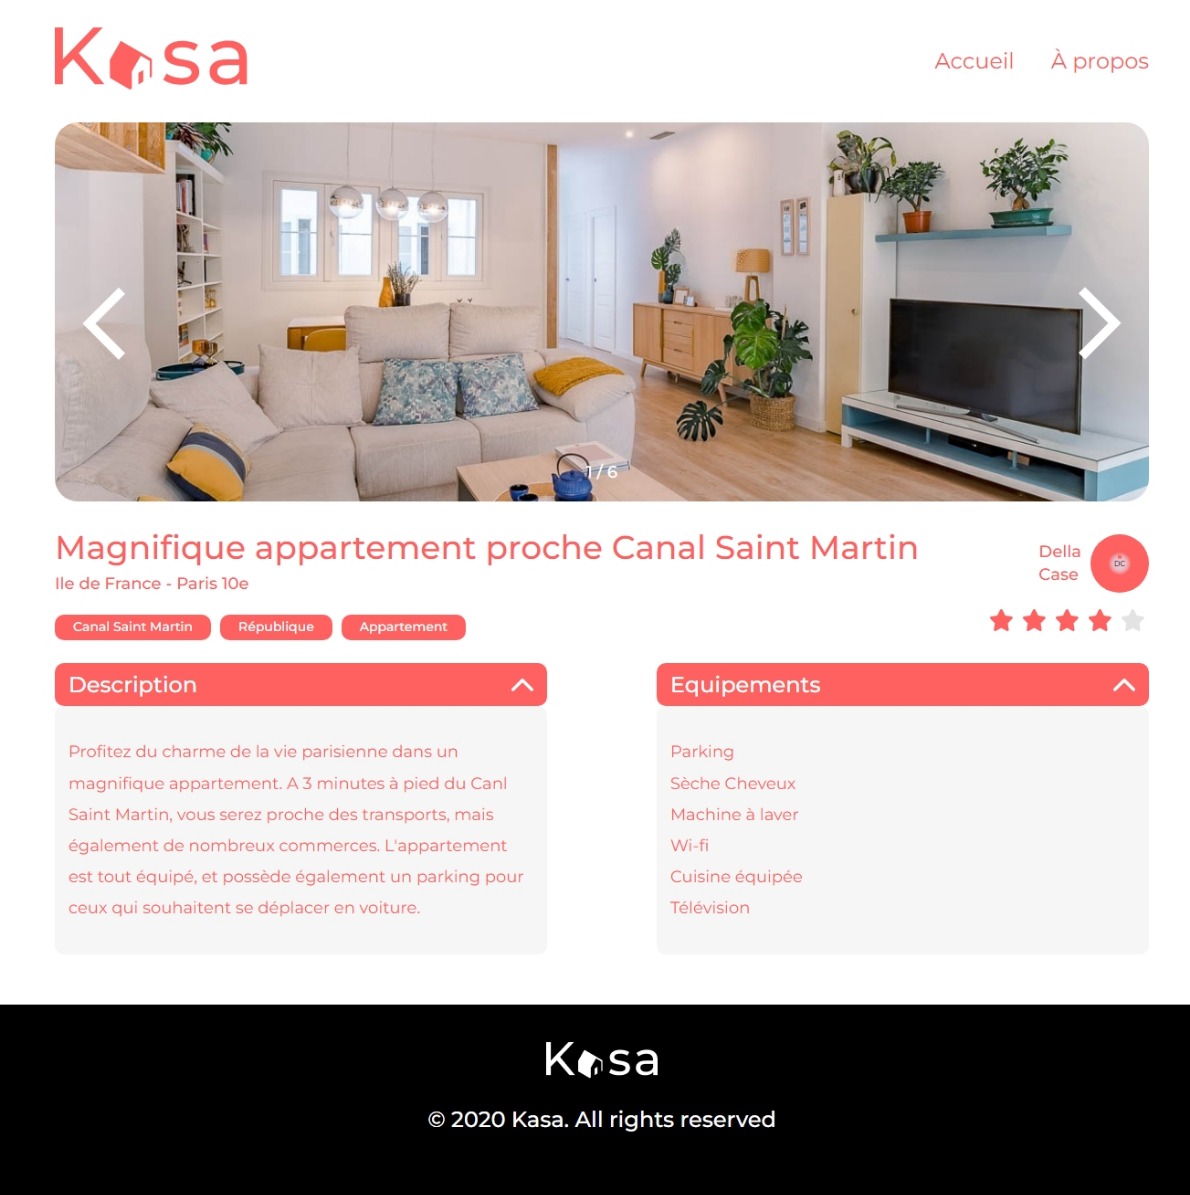 Kasa
Accueil À propos
1 / 6
Magnifique appartement proche Canal Saint Martin
Ile de France - Paris 10e
Della
Case
DC
Canal Saint Martin République Appartement
Description
Profitez du charme de la vie parisienne dans un
magnifique appartement. A 3 minutes à pied du Canl
Saint Martin, vous serez proche des transports, mais
également de nombreux commerces. L'appartement
est tout équipé, et possède également un parking pour
ceux qui souhaitent se déplacer en voiture.
Equipements
Parking
Sèche Cheveux
Machine à laver
Wi-fi
Cuisine équipée
Télévision
Kasa
© 2020 Kasa. All rights reserved